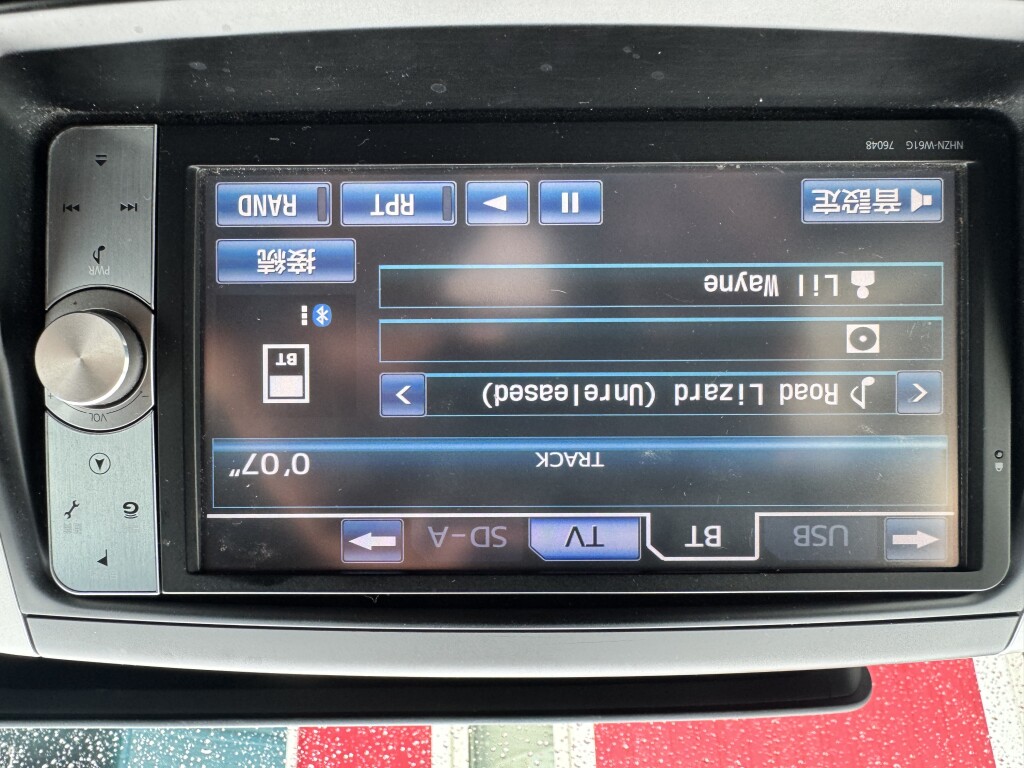 USB
BT
TV
SD-A
TRACK
0'07"
Road Lizard (Unreleased)
BT
Lil Wayne
接続
音設定
RPT
RAND
NHZN-W61G 76048
VOL
PWR
G